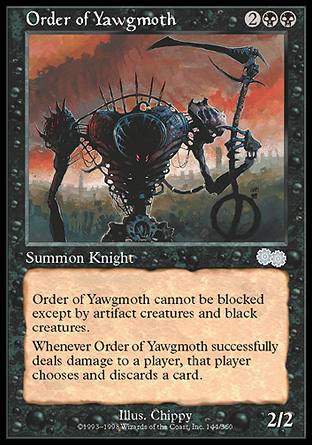 Order of Yawgmoth 2
Summon Knight
Order of Yawgmoth cannot be blocked
except by artifact creatures and black
creatures.
Whenever Order of Yawgmoth successfully
deals damage to a player, that player
chooses and discards a card.
Illus. Chippy
©1993-1998 Wizards of the Coast, Inc. 144/350
2/2